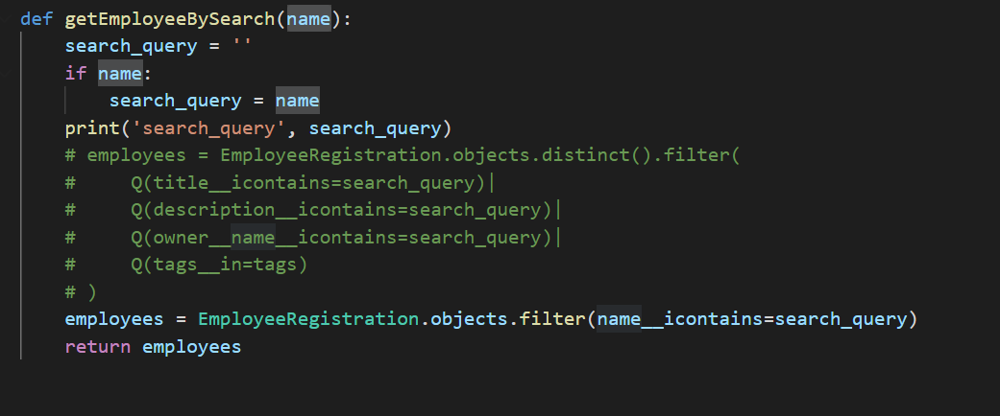 def getEmployeeBySearch(name):
    search_query = ''
    if name:
        search_query = name
    print('search_query', search_query)
    # employees = EmployeeRegistration.objects.distinct().filter(
    #     Q(title__icontains=search_query)|
    #     Q(description__icontains=search_query)|
    #     Q(owner__name__icontains=search_query)|
    #     Q(tags__in=tags)
    # )
    employees = EmployeeRegistration.objects.filter(name__icontains=search_query)
    return employees